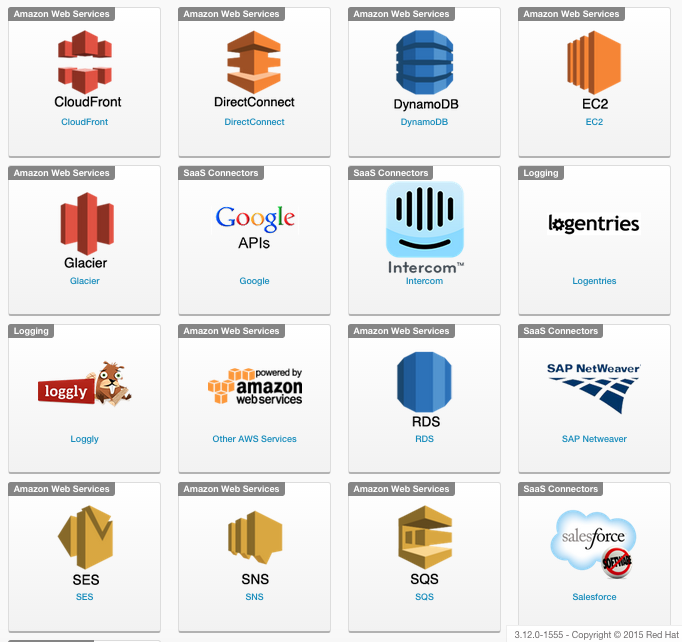 Amazon Web Services
CloudFront
CloudFront
Amazon Web Services
DirectConnect
DirectConnect
Amazon Web Services
DynamoDB
DynamoDB
Amazon Web Services
EC2
EC2
Amazon Web Services
Glacier
Glacier
SaaS Connectors
Google
APIs
Google
SaaS Connectors
Intercom™
Intercom
Logging
logentries
Logentries
Logging
loggly
Loggly
Amazon Web Services
powered by
amazon
web services
Other AWS Services
Amazon Web Services
RDS
RDS
SaaS Connectors
SAP NetWeaver
SAP Netweaver
Amazon Web Services
SES
SES
Amazon Web Services
SNS
SNS
Amazon Web Services
SQS
SQS
SaaS Connectors
salesforce
SOFTWARE
Salesforce
3.12.0-1555 - Copyright © 2015 Red Hat